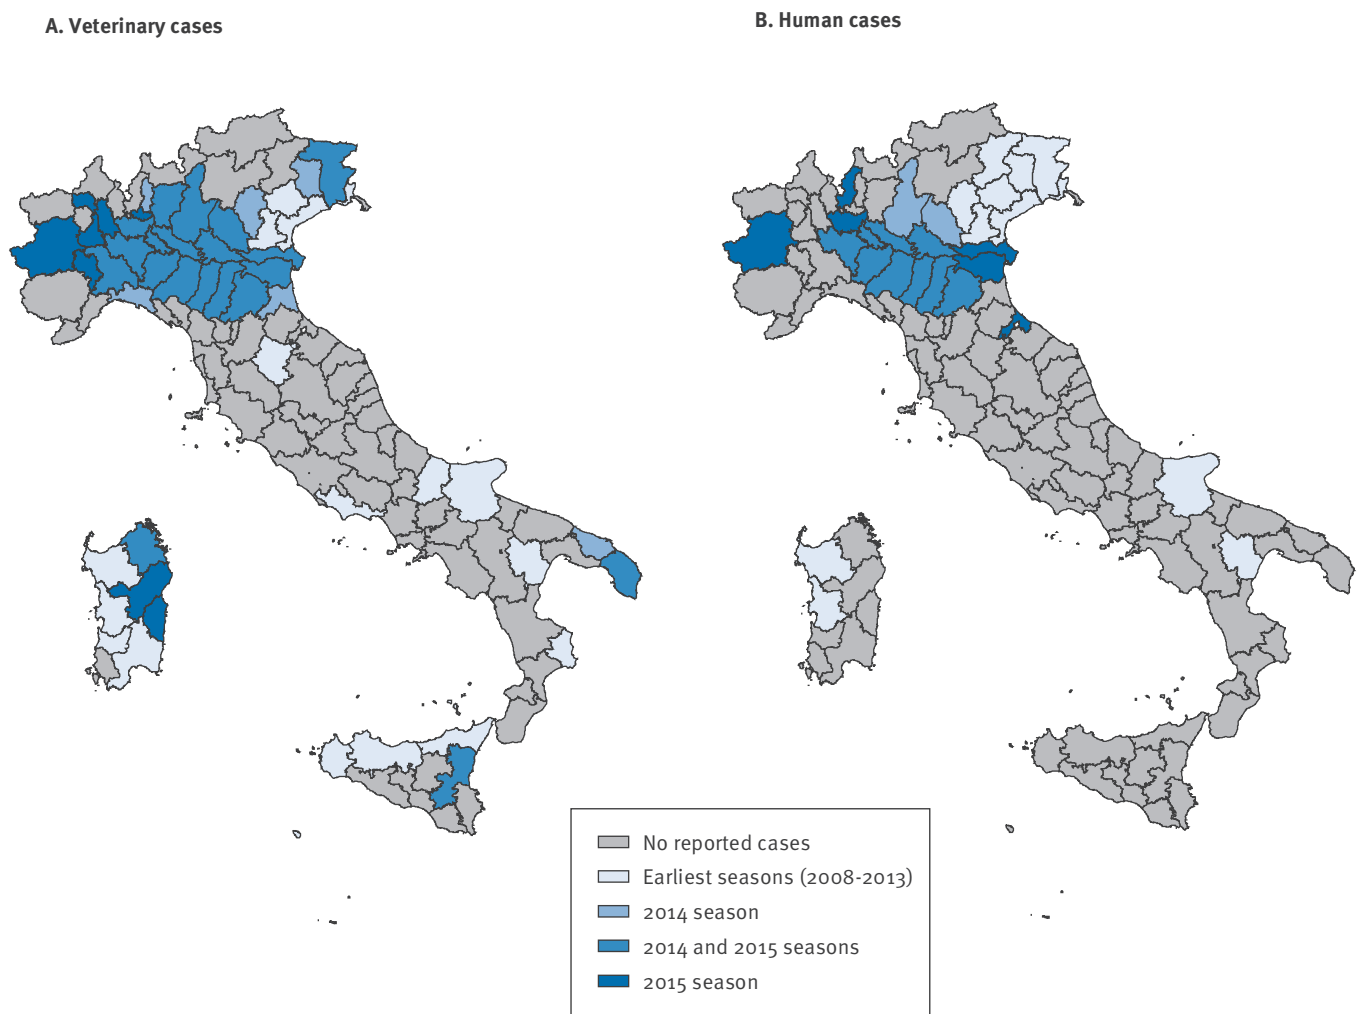 A. Veterinary cases
B. Human cases
No reported cases
Earliest seasons (2008-2013)
2014 season
2014 and 2015 seasons
2015 season